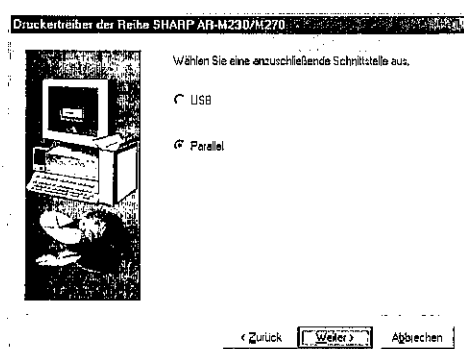 Druckertreiber der Reihe SHARP AR-M230/M270
Wählen Sie eine anzuschließende Schnittstelle aus.
USB
Parallel
< Zurück
Weiter >
Abbrechen